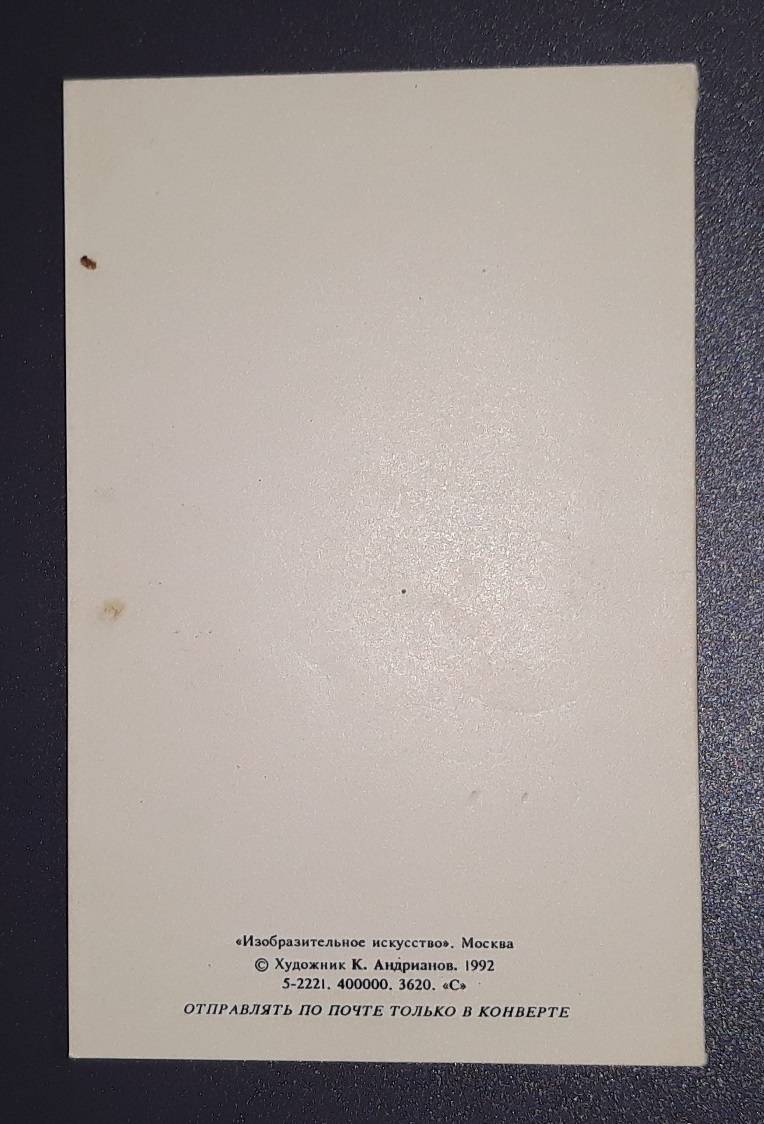 «Изобразительное искусство». Москва
© Художник К. Андрианов. 1992
5-2221. 400000. 3620. «С»
ОТПРАВЛЯТЬ ПО ПОЧТЕ ТОЛЬКО В КОНВЕРТЕ